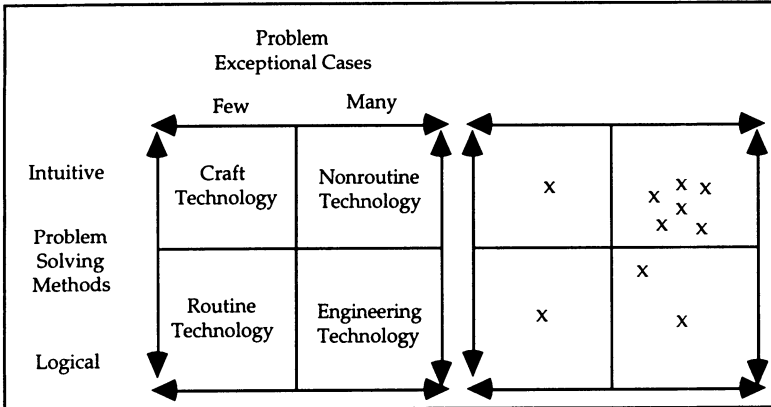 Problem
Exceptional Cases
Few Many
Intuitive
Craft
Technology
Nonroutine
Technology
Problem
Solving
Methods
Routine
Technology
Engineering
Technology
Logical
x
x
x
x
x
x
x
x
x
x